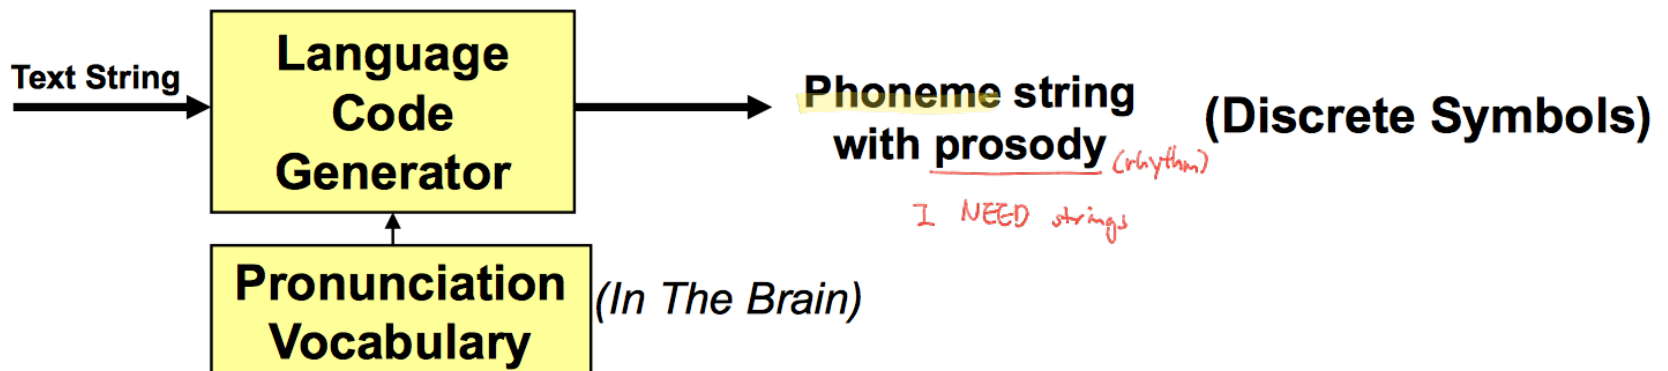 Text String
Language
Code
Generator
Phoneme string
with prosody
(Discrete Symbols)
(rhythm)
I NEED strings
Pronunciation
Vocabulary
(In The Brain)